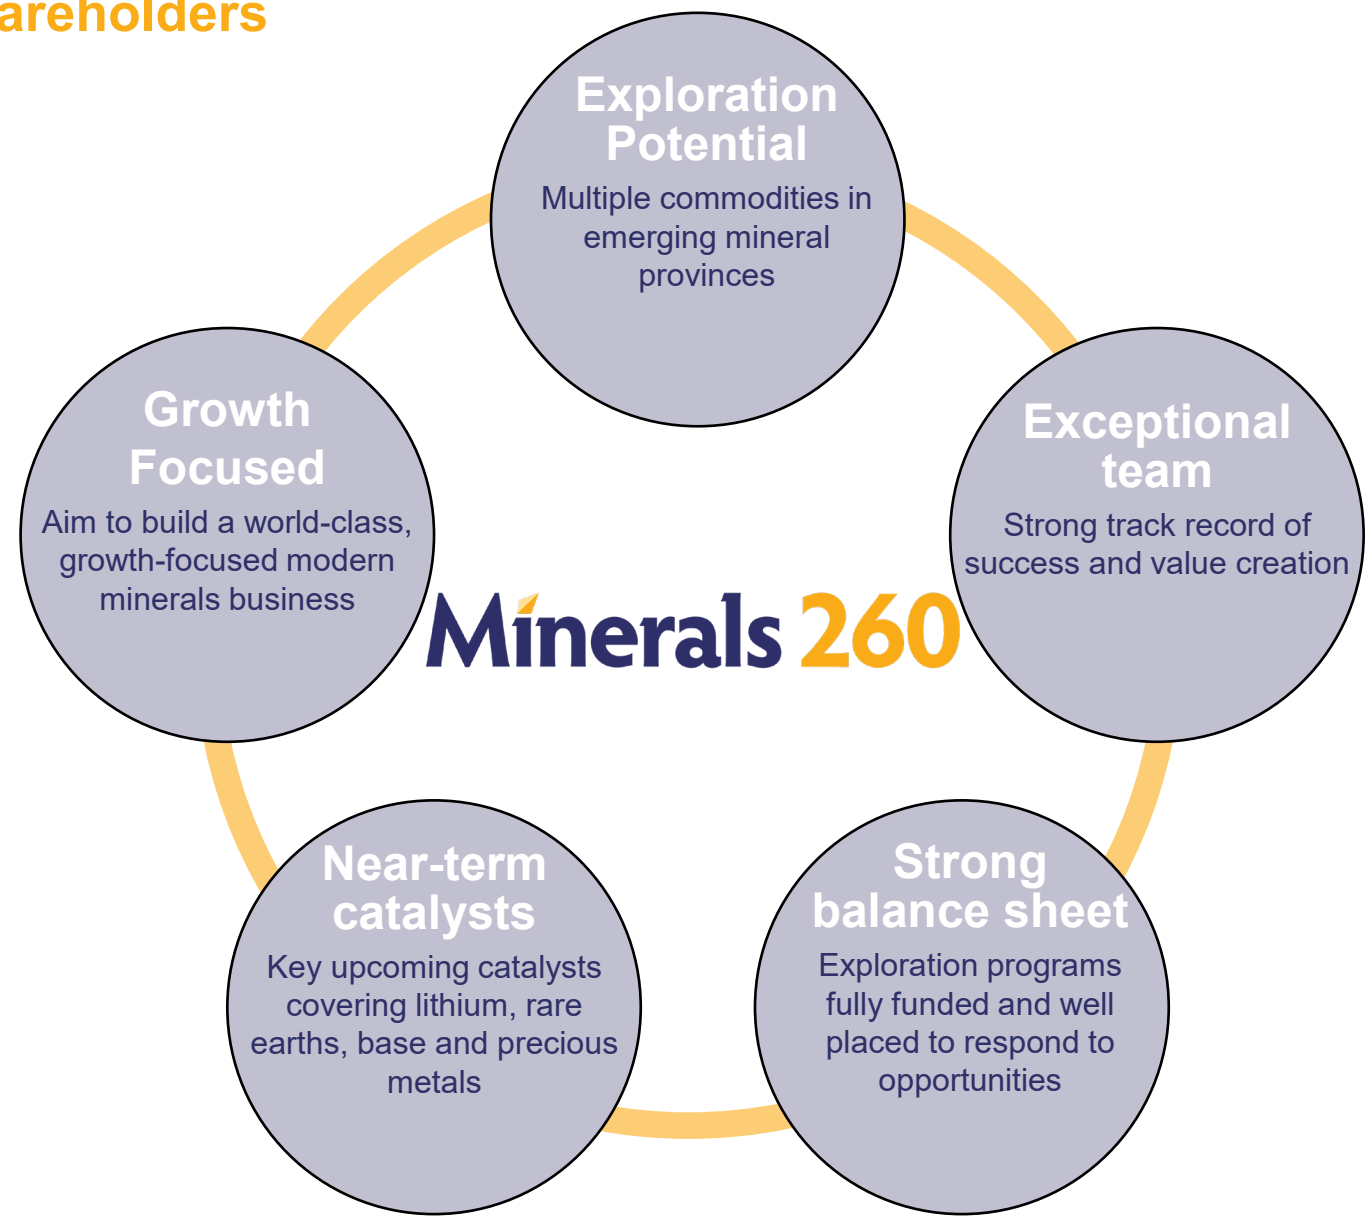 areholders
Exploration
Potential
Multiple commodities in
emerging mineral
provinces
Growth
Focused
Aim to build a world-class,
growth-focused modern
minerals business
Exceptional
team
Strong track record of
success and value creation
Minerals 260
Near-term
catalysts
Key upcoming catalysts
covering lithium, rare
earths, base and precious
metals
Strong
balance sheet
Exploration programs
fully funded and well
placed to respond to
opportunities